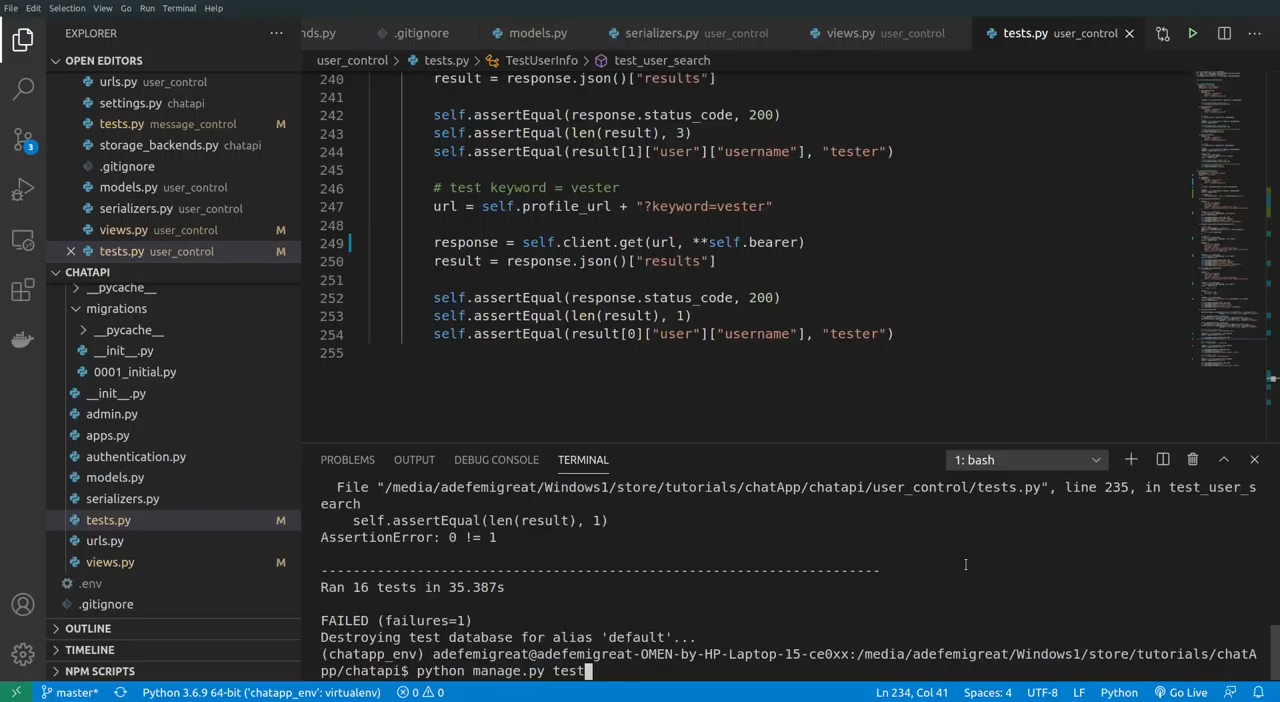 File Edit Selection View Go Run Terminal Help
EXPLORER
OPEN EDITORS
urls.py user_control
settings.py chatapi
tests.py message_control M
storage_backends.py chatapi
.gitignore
models.py user_control
serializers.py user_control
views.py user_control M
tests.py user_control M
CHATAPI
__pycache__
migrations
__pycache__
__init__.py
0001_initial.py
__init__.py
admin.py
apps.py
authentication.py
models.py
serializers.py
tests.py M
urls.py
views.py M
.env
.gitignore
OUTLINE
TIMELINE
NPM SCRIPTS
3
nds.py .gitignore models.py serializers.py user_control views.py user_control tests.py user_control
user_control > tests.py > TestUserInfo > test_user_search
240 result = response.json()["results"]
241
242 self.assertEqual(response.status_code, 200)
243 self.assertEqual(len(result), 3)
244 self.assertEqual(result[1]["user"]["username"], "tester")
245
246 # test keyword = vester
247 url = self.profile_url + "?keyword=vester"
248
249 response = self.client.get(url, **self.bearer)
250 result = response.json()["results"]
251
252 self.assertEqual(response.status_code, 200)
253 self.assertEqual(len(result), 1)
254 self.assertEqual(result[0]["user"]["username"], "tester")
255
PROBLEMS OUTPUT DEBUG CONSOLE TERMINAL 1: bash
File "/media/adefemigreat/Windows1/store/tutorials/chatApp/chatapi/user_control/tests.py", line 235, in test_user_s
earch
self.assertEqual(len(result), 1)
AssertionError: 0 != 1
----------------------------------------------------------------------
Ran 16 tests in 35.387s
FAILED (failures=1)
Destroying test database for alias 'default'...
(chatapp_env) adefemigreat@adefemigreat-OMEN-by-HP-Laptop-15-ce0xx:/media/adefemigreat/Windows1/store/tutorials/chatA
pp/chatapi$ python manage.py test
master* Python 3.6.9 64-bit ('chatapp_env': virtualenv) 0 0 Ln 234, Col 41 Spaces: 4 UTF-8 LF Python Go Live